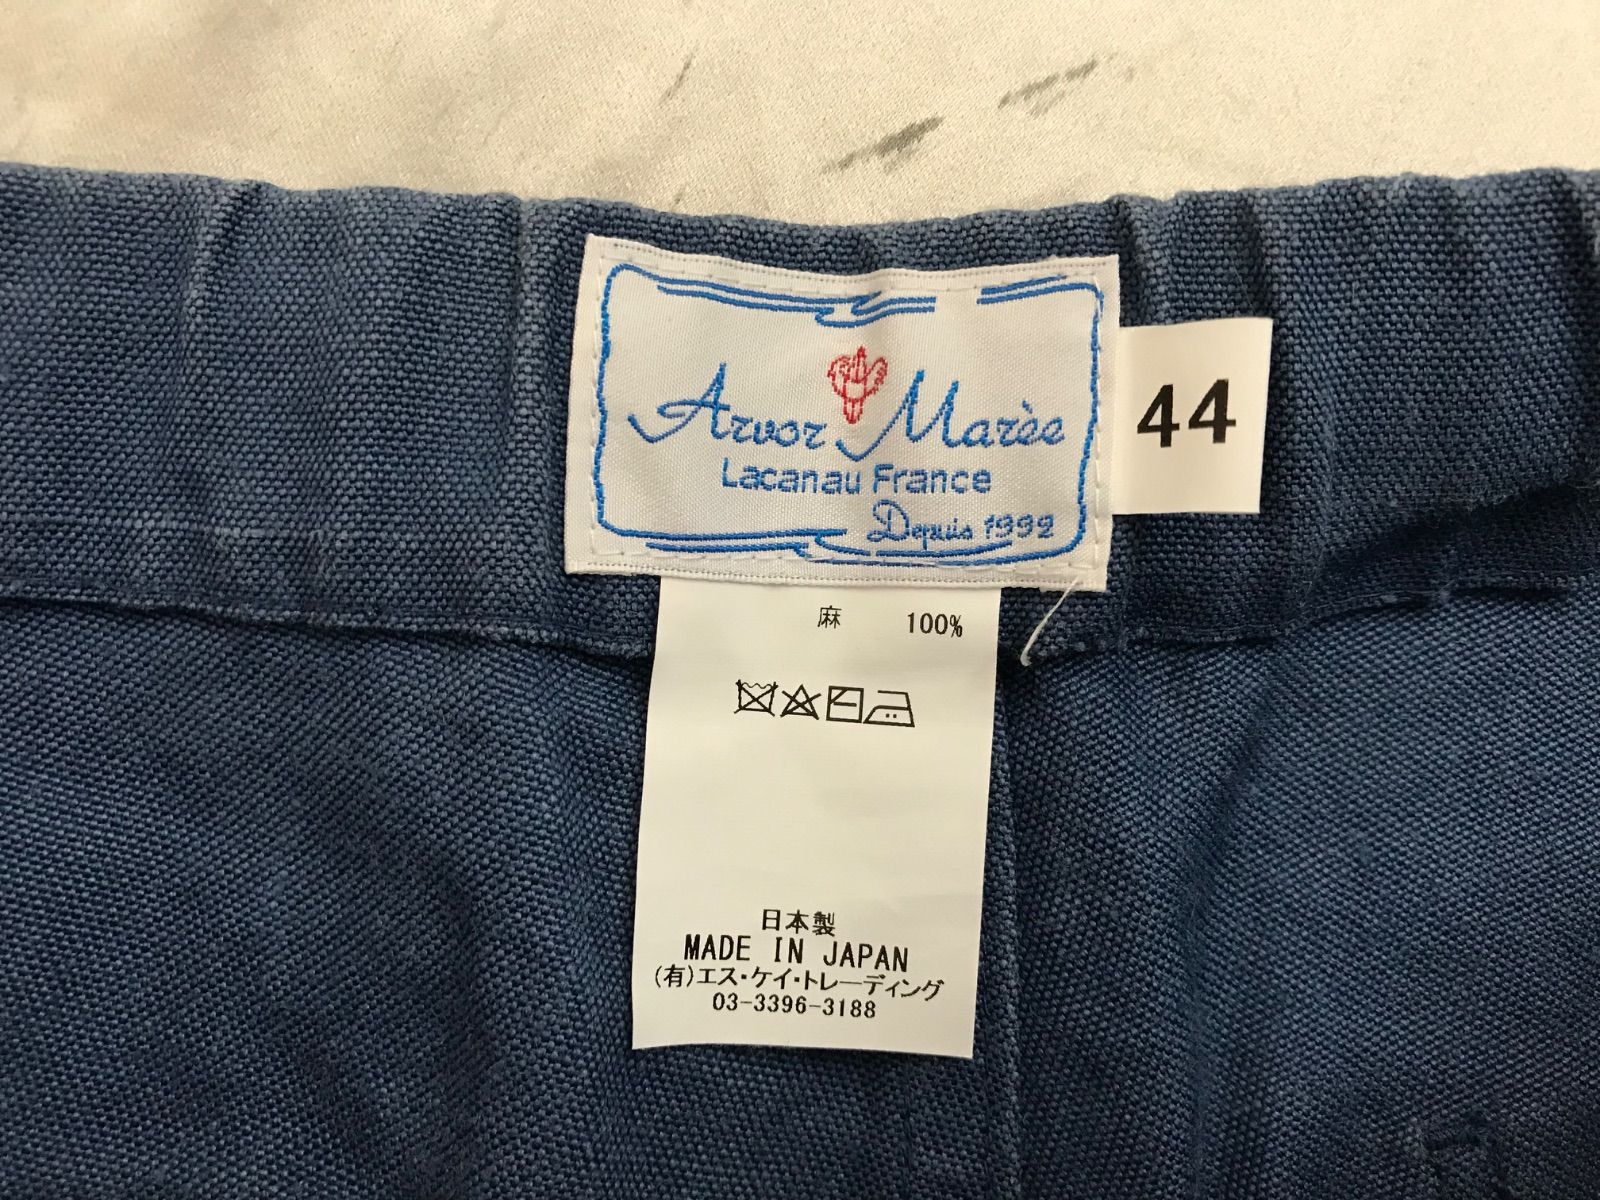 Arvor Marèe
Lacanau France
Depuis 1992
44
麻 100%
日本製
MADE IN JAPAN
(有)エス・ケイ・トレーディング
03-3396-3188